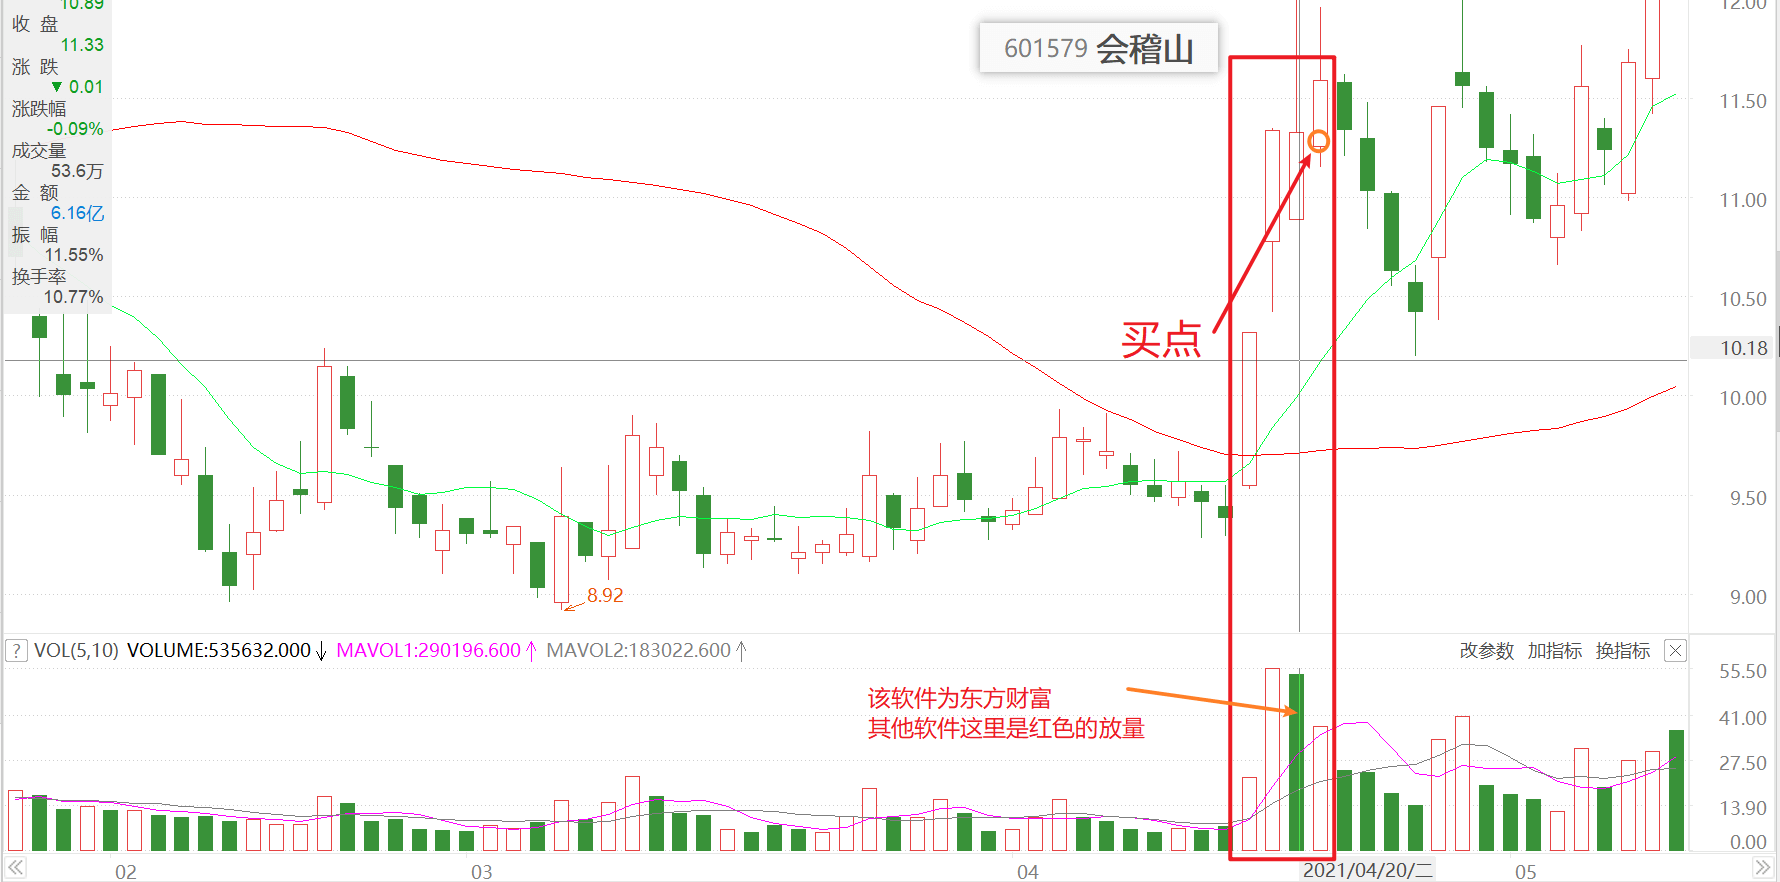 10.89
收 盘
11.33
涨 跌
▼ 0.01
涨跌幅
-0.09%
成交量
53.6万
金 额
6.16亿
振 幅
11.55%
换手率
10.77%
601579 会稽山
12.00
11.50
11.00
10.50
10.18
10.00
9.50
9.00
买点
8.92
? VOL(5,10) VOLUME:535632.000↓ MAVOL1:290196.600↑ MAVOL2:183022.600↑
改参数 加指标 换指标
该软件为东方财富
其他软件这里是红色的放量
55.50
41.00
27.50
13.90
0.00
02 03 04 2021/04/20/二 05